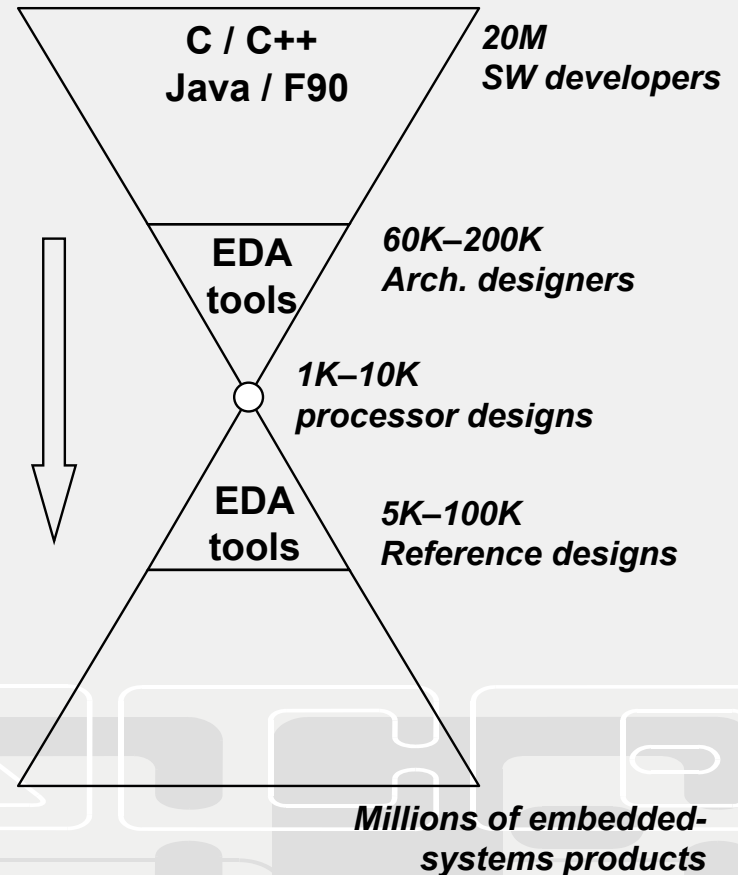 C / C++
Java / F90
20M
SW developers
EDA
tools
60K–200K
Arch. designers
1K–10K
processor designs
EDA
tools
5K–100K
Reference designs
Millions of embedded-
systems products